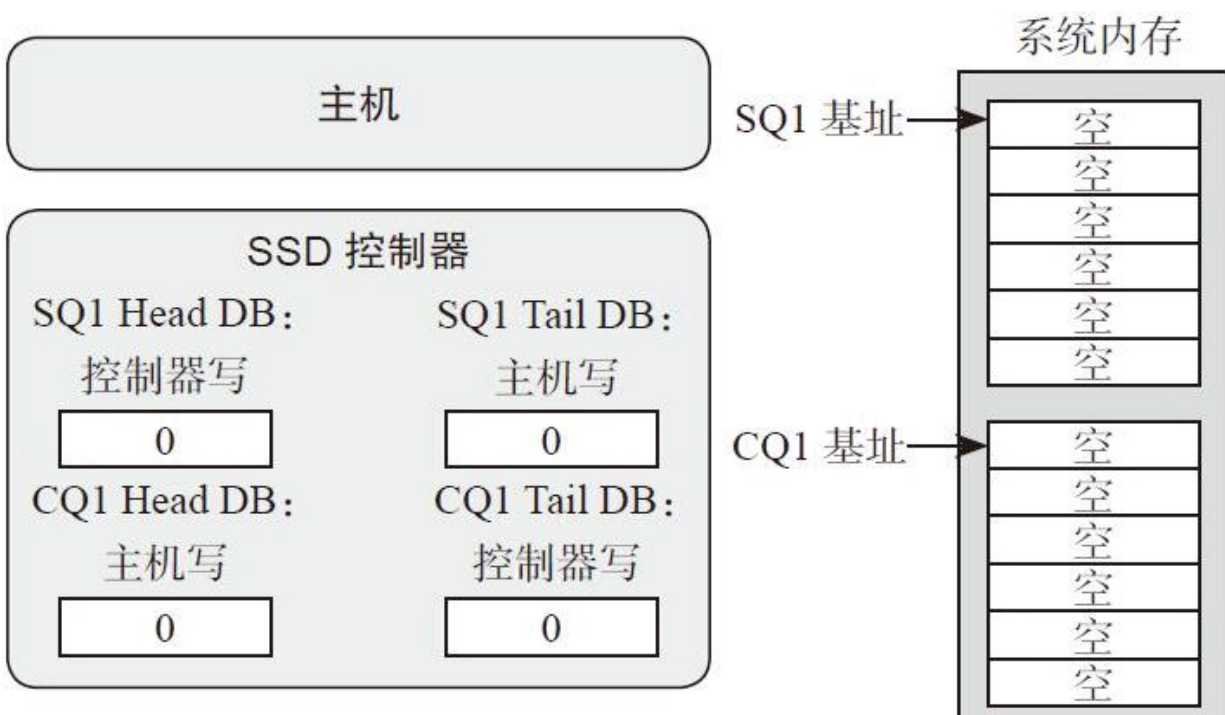 系统内存
主机
SQ1 基址
空
空
空
空
空
空
SSD 控制器
SQ1 Head DB: SQ1 Tail DB:
控制器写 主机写
0 0
CQ1 Head DB: CQ1 Tail DB:
主机写 控制器写
0 0
CQ1 基址
空
空
空
空
空
空